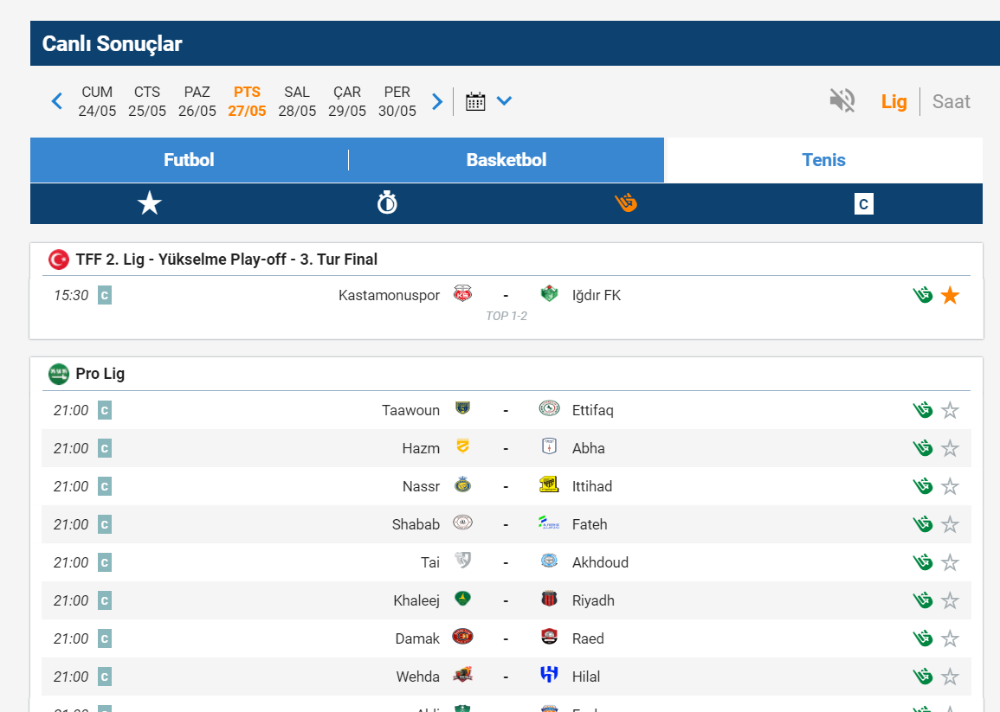 Canlı Sonuçlar
CUM CTS PAZ PTS SAL ÇAR PER
24/05 25/05 26/05 27/05 28/05 29/05 30/05
Lig Saat
Futbol Basketbol Tenis
C
TFF 2. Lig - Yükselme Play-off - 3. Tur Final
15:30 C Kastamonuspor - Iğdır FK
TOP 1-2
Pro Lig
21:00 C Taawoun - Ettifaq
21:00 C Hazm - Abha
21:00 C Nassr - Ittihad
21:00 C Shabab - Fateh
21:00 C Tai - Akhdoud
21:00 C Khaleej - Riyadh
21:00 C Damak - Raed
21:00 C Wehda - Hilal